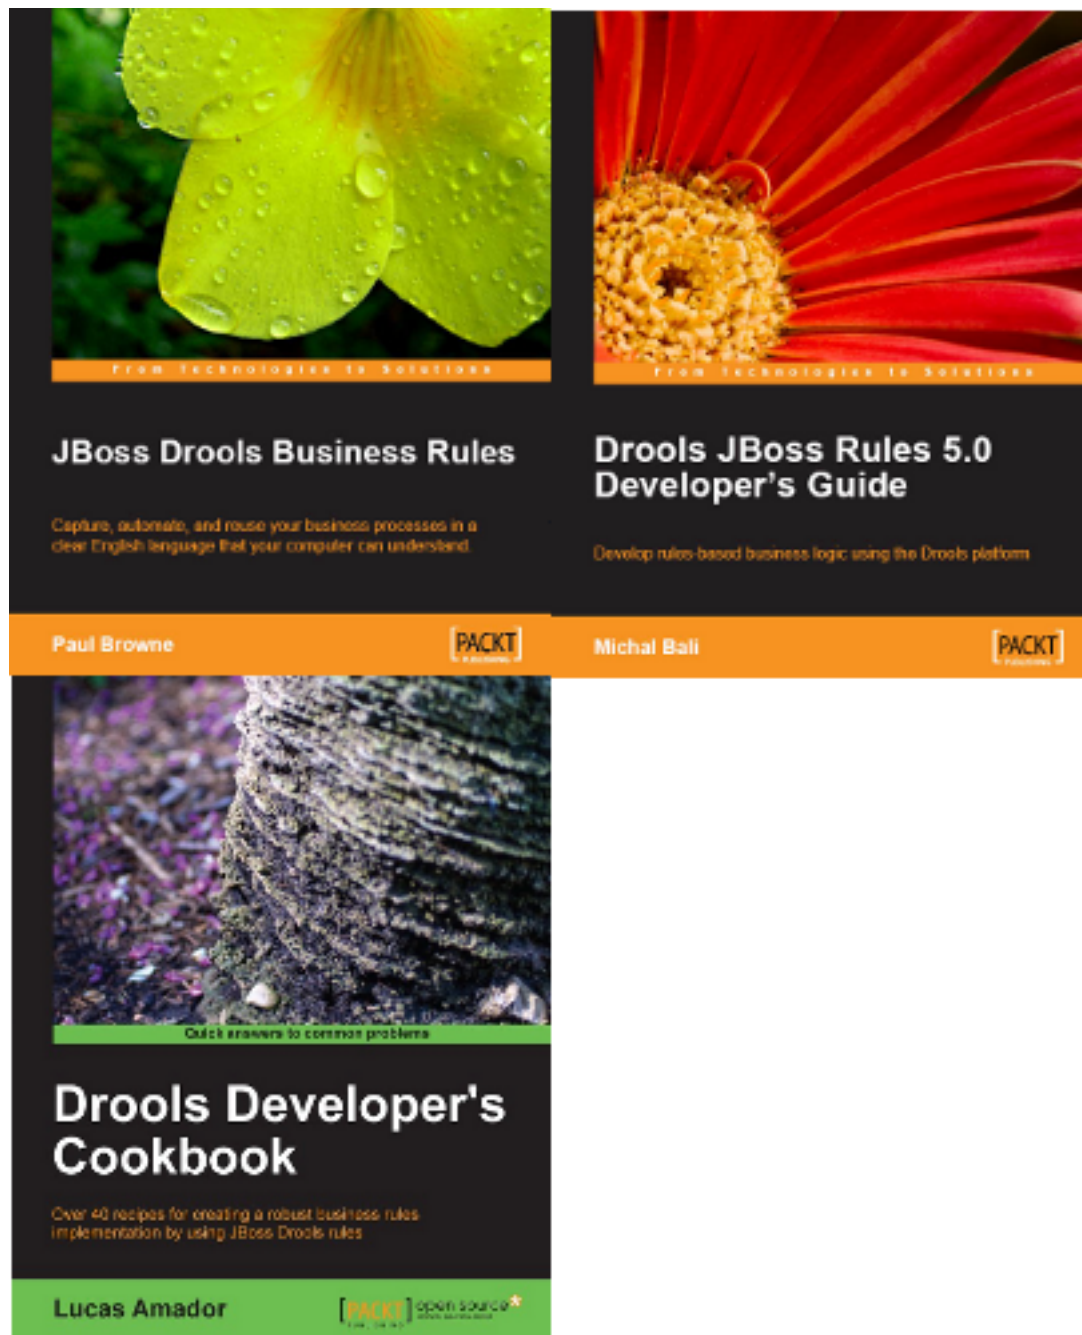 From Technologies to Solutions
JBoss Drools Business Rules
Capture, automate, and reuse your business processes in a
clear English language that your computer can understand.
Paul Browne
[PACKT]
PUBLISHING
From Technologies to Solutions
Drools JBoss Rules 5.0
Developer's Guide
Develop rules-based business logic using the Drools platform
Michal Bali
[PACKT]
PUBLISHING
Quick answers to common problems
Drools Developer's
Cookbook
Over 40 recipes for creating a robust business rules
implementation by using JBoss Drools rules
Lucas Amador
[PACKT] open source*
PUBLISHING